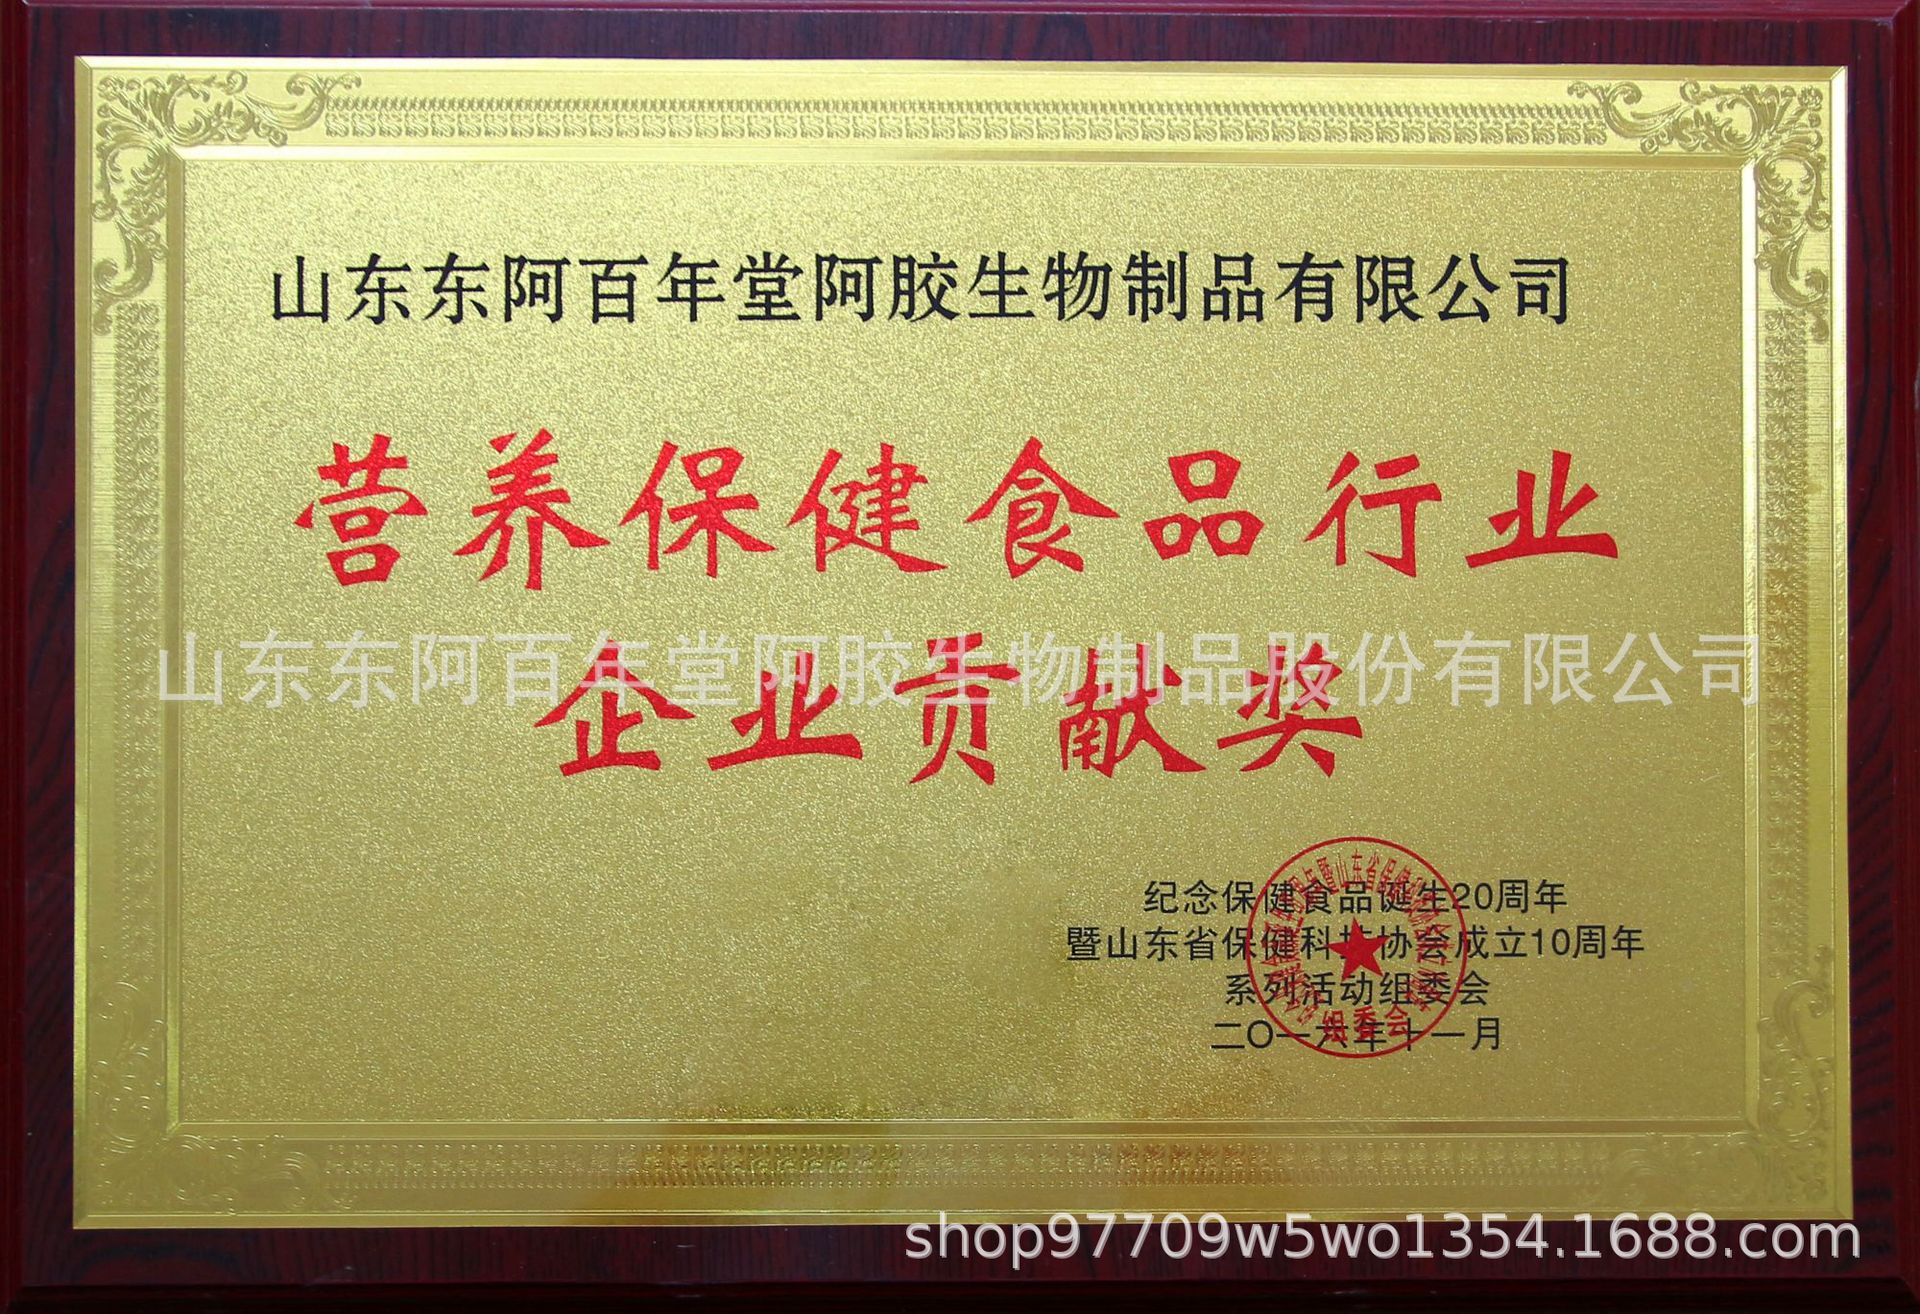 山东东阿百年堂阿胶生物制品有限公司
营养保健食品行业
山东东阿百年堂阿胶生物制品股份有限公司
企业贡献奖
纪念保健食品诞生20周年
暨山东省保健科技协会成立10周年
系列活动组委会
组委会
二〇一六年十一月
shop97709w5wo1354.1688.com